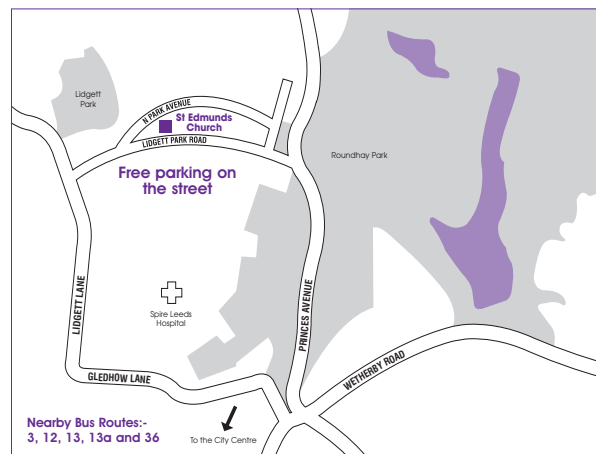 Lidgett
Park
N PARK AVENUE
St Edmunds
Church
LIDGETT PARK ROAD
Roundhay Park
Free parking on
the street
LIDGETT LANE
Spire Leeds
Hospital
PRINCES AVENUE
WETHERBY ROAD
GLEDHOW LANE
Nearby Bus Routes:-
3, 12, 13, 13a and 36
To the City Centre